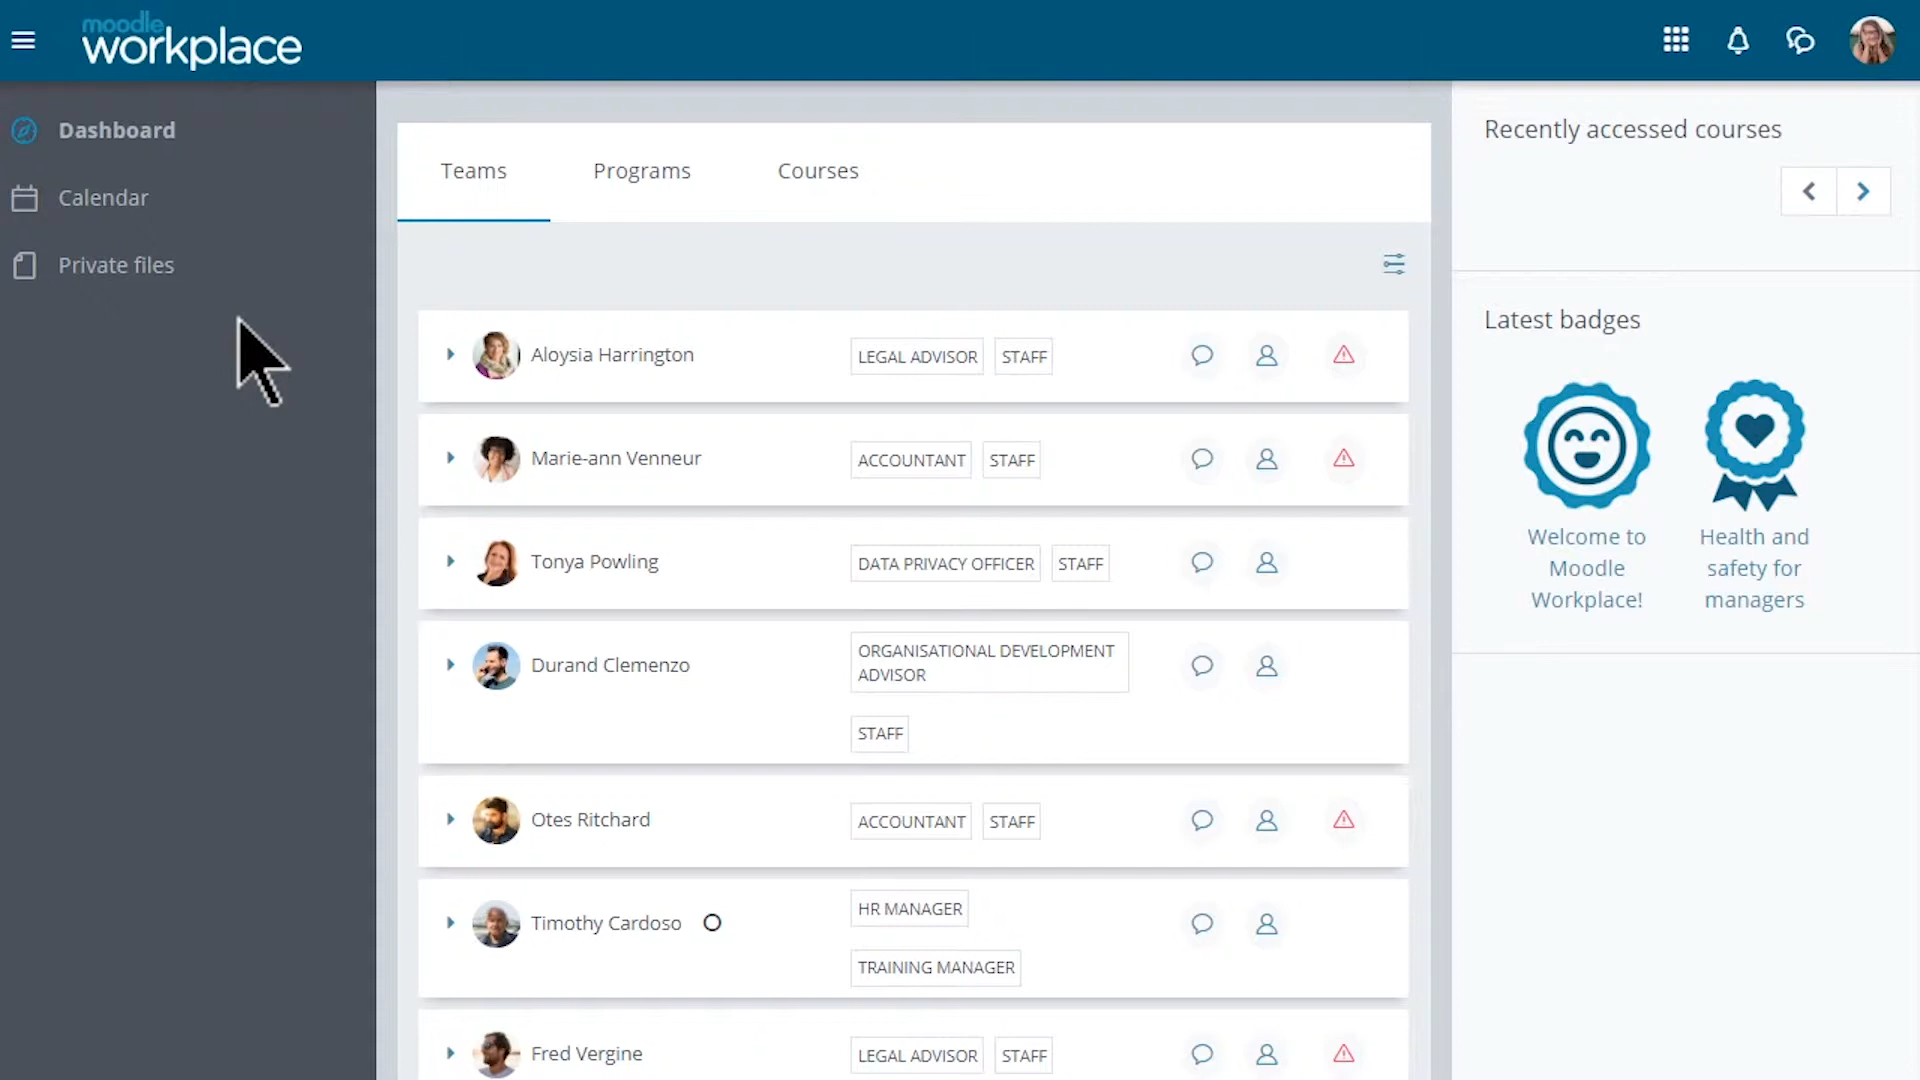 moodle
workplace
Dashboard
Calendar
Private files
Teams
Programs
Courses
Aloysia Harrington
LEGAL ADVISOR
STAFF
Marie-ann Venneur
ACCOUNTANT
STAFF
Tonya Powling
DATA PRIVACY OFFICER
STAFF
Durand Clemenzo
ORGANISATIONAL DEVELOPMENT
ADVISOR
STAFF
Otes Ritchard
ACCOUNTANT
STAFF
Timothy Cardoso
HR MANAGER
TRAINING MANAGER
Fred Vergine
LEGAL ADVISOR
STAFF
Recently accessed courses
Latest badges
Welcome to
Moodle
Workplace!
Health and
safety for
managers